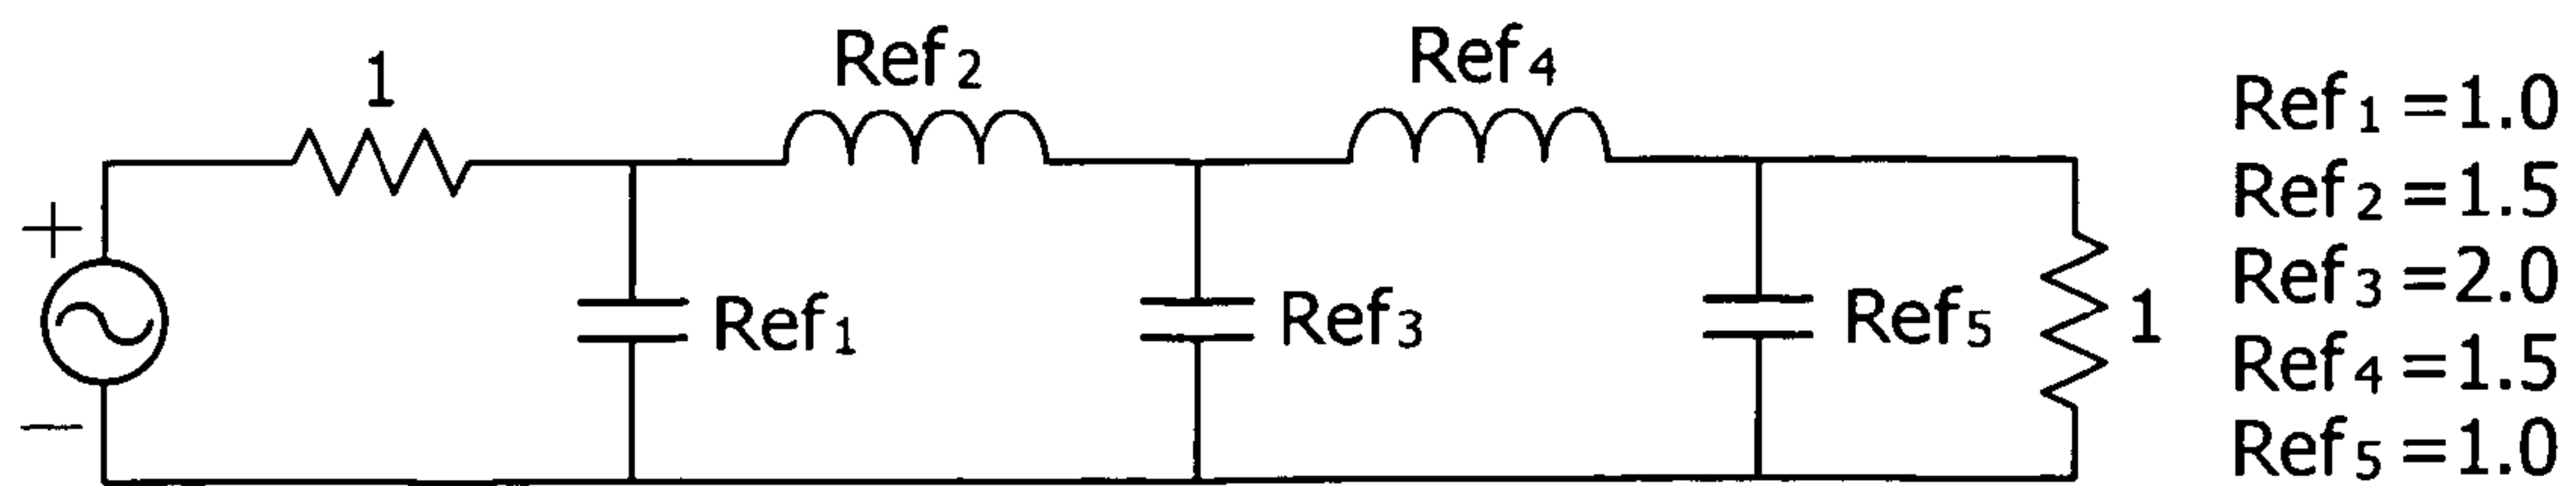 1
Ref2
Ref4
+
−
Ref1
Ref3
Ref5
1
Ref1 =1.0
Ref2 =1.5
Ref3 =2.0
Ref4 =1.5
Ref5 =1.0